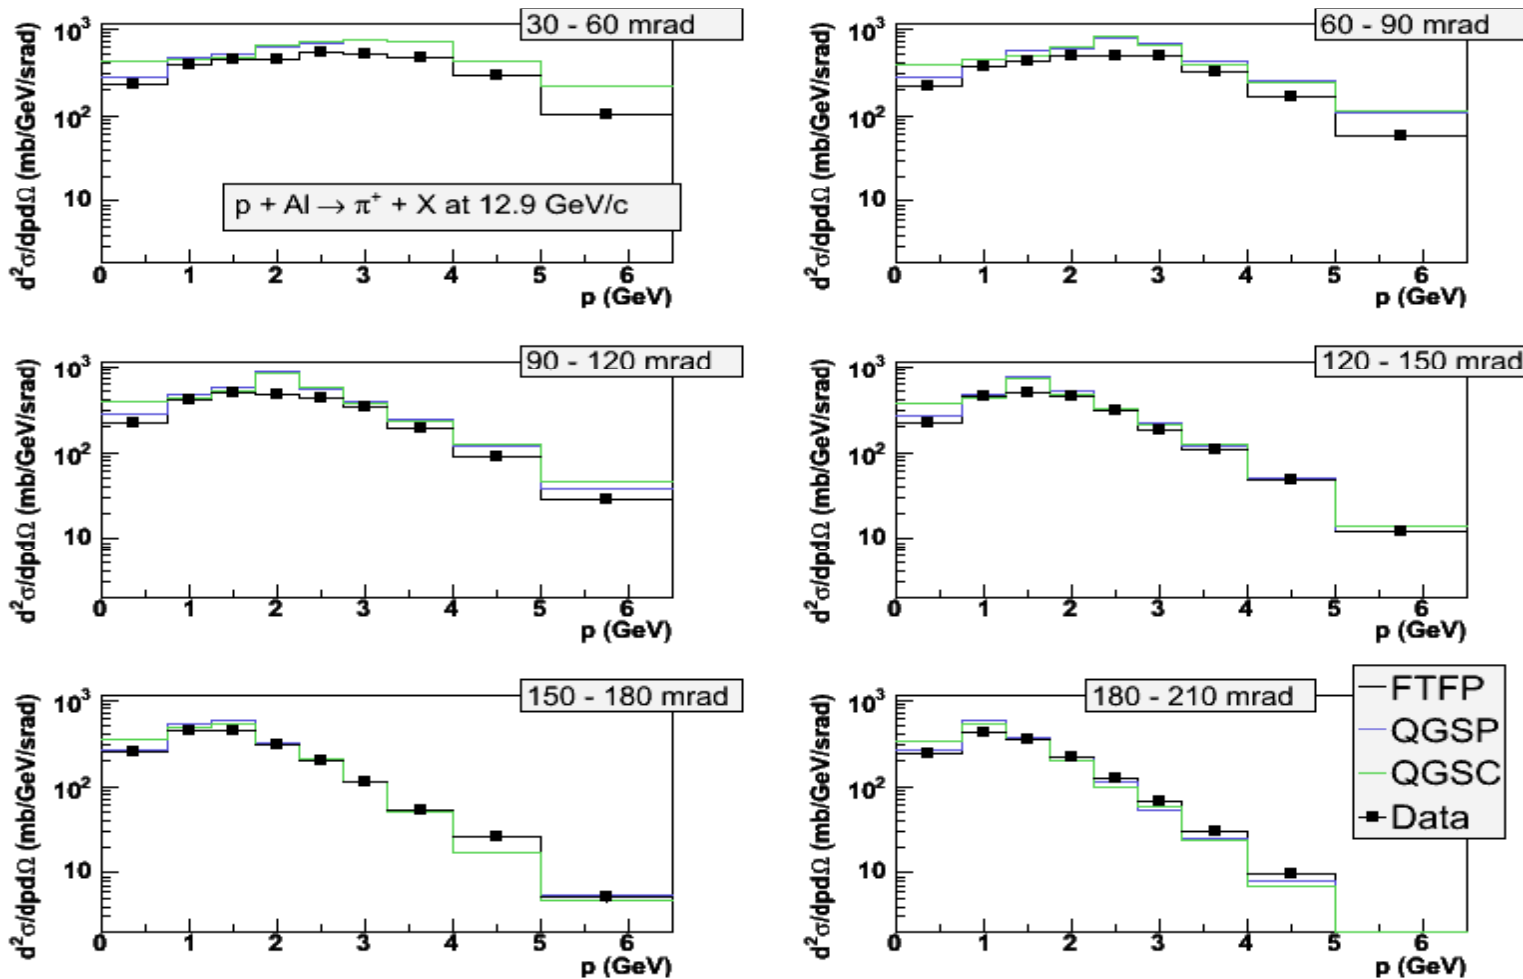 30 - 60 mrad
d²σ/dpdΩ (mb/GeV/srad)
10³
10²
10
p + Al → π⁺ + X at 12.9 GeV/c
0 1 2 3 4 5 6
p (GeV)
60 - 90 mrad
d²σ/dpdΩ (mb/GeV/srad)
10³
10²
10
0 1 2 3 4 5 6
p (GeV)
90 - 120 mrad
d²σ/dpdΩ (mb/GeV/srad)
10³
10²
10
0 1 2 3 4 5 6
p (GeV)
120 - 150 mrad
d²σ/dpdΩ (mb/GeV/srad)
10³
10²
10
0 1 2 3 4 5 6
p (GeV)
150 - 180 mrad
d²σ/dpdΩ (mb/GeV/srad)
10³
10²
10
0 1 2 3 4 5 6
p (GeV)
180 - 210 mrad
d²σ/dpdΩ (mb/GeV/srad)
10³
10²
10
0 1 2 3 4 5 6
p (GeV)
FTFP
QGSP
QGSC
Data